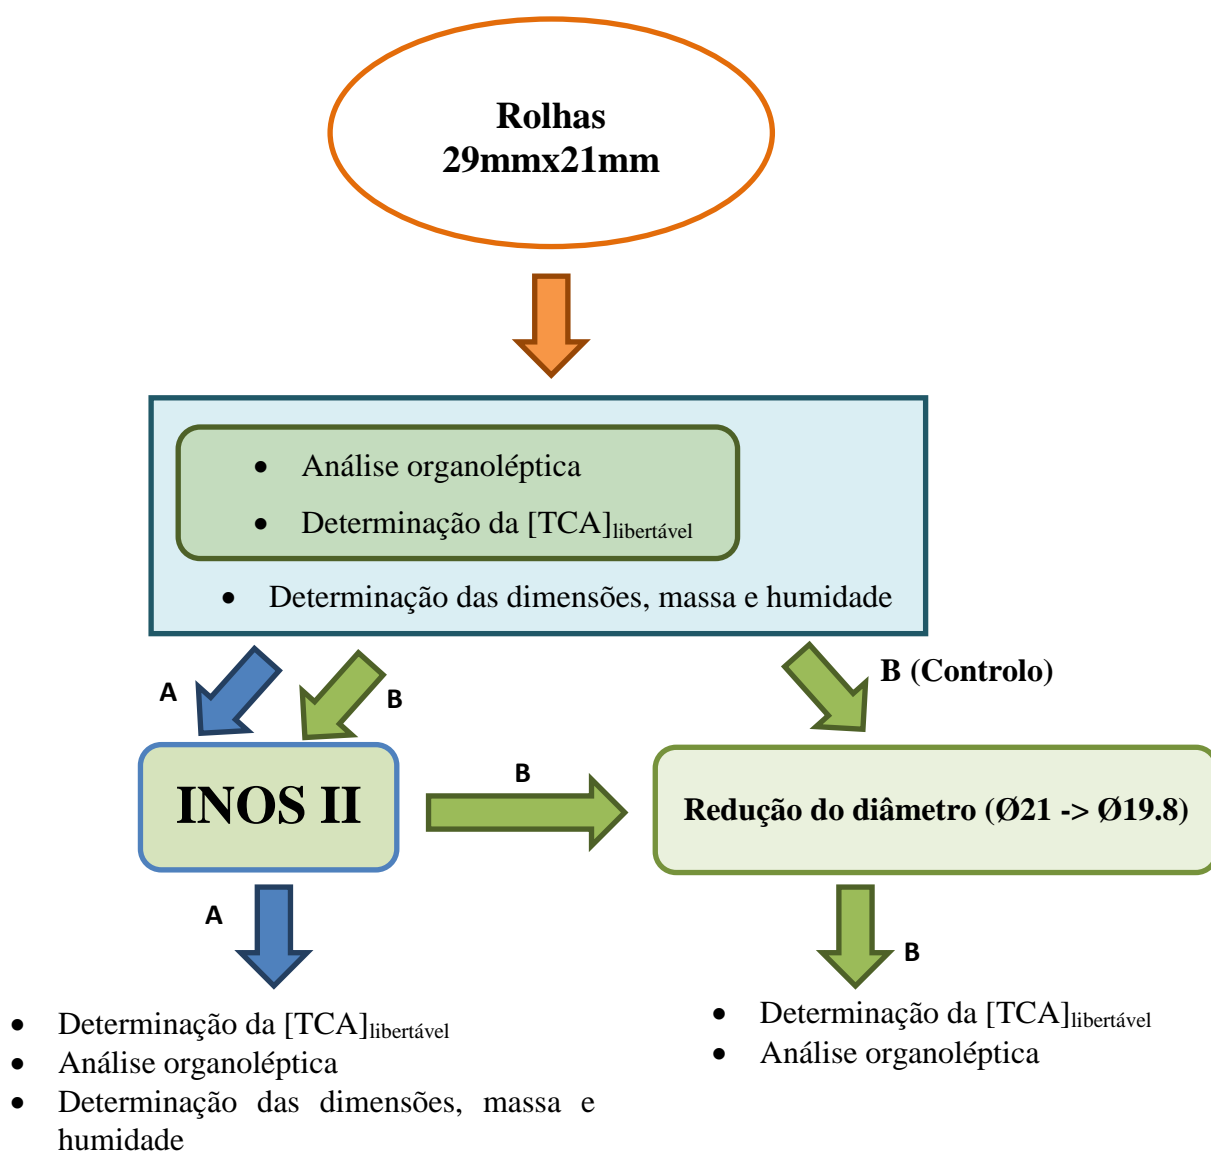 Rolhas
29mmx21mm
• Análise organoléptica
• Determinação da [TCA]libertável
• Determinação das dimensões, massa e humidade
A
B
B (Controlo)
INOS II
B
Redução do diâmetro (Ø21 -> Ø19.8)
A
B
• Determinação da [TCA]libertável
• Análise organoléptica
• Determinação das dimensões, massa e
humidade
• Determinação da [TCA]libertável
• Análise organoléptica